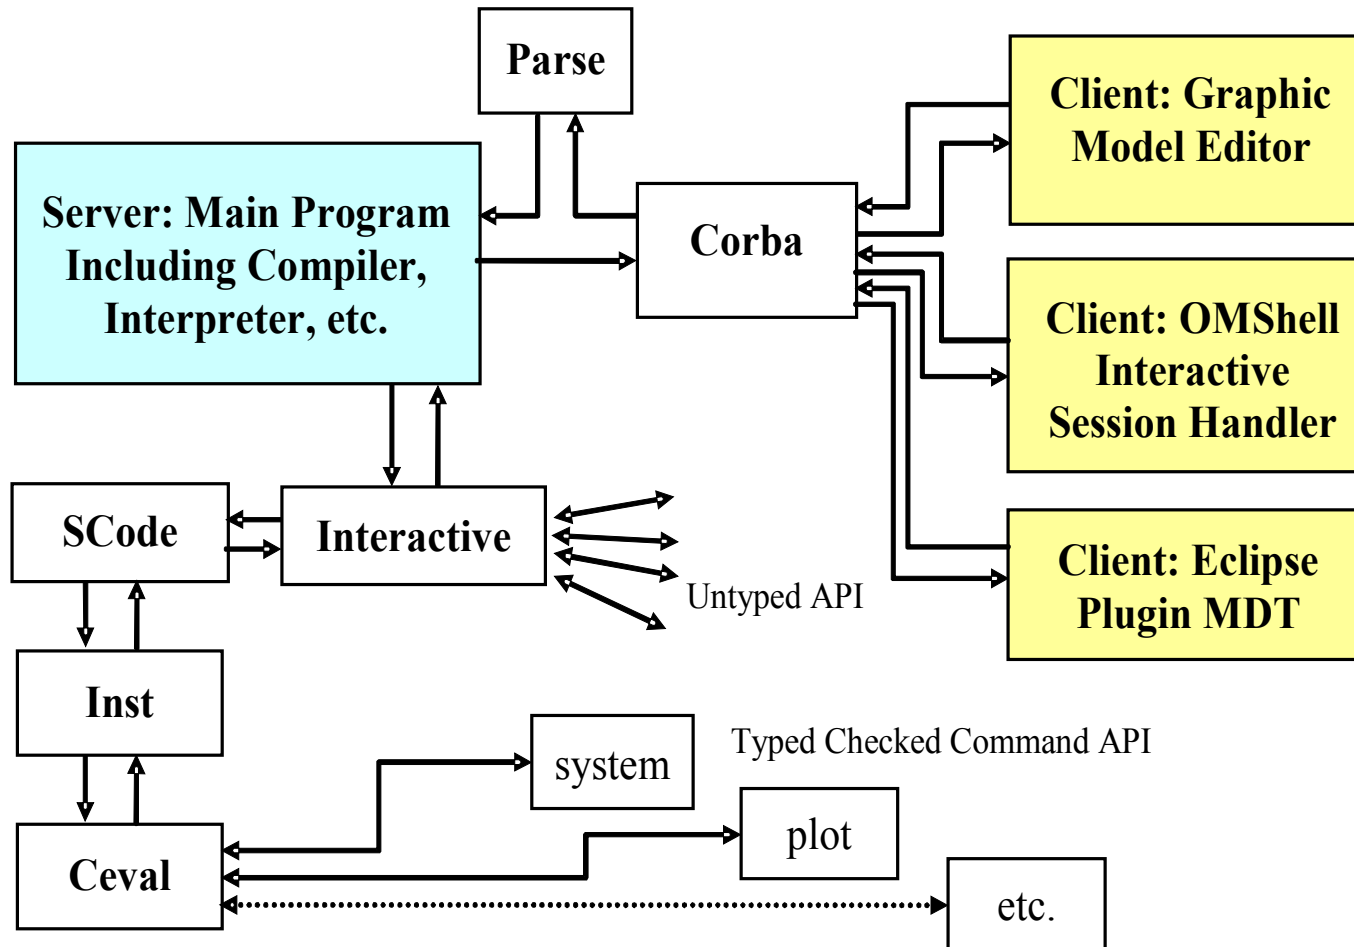 Parse
Client: Graphic
Model Editor
Server: Main Program
Including Compiler,
Interpreter, etc.
Corba
Client: OMShell
Interactive
Session Handler
SCode
Interactive
Untyped API
Client: Eclipse
Plugin MDT
Inst
system
Typed Checked Command API
plot
Ceval
etc.